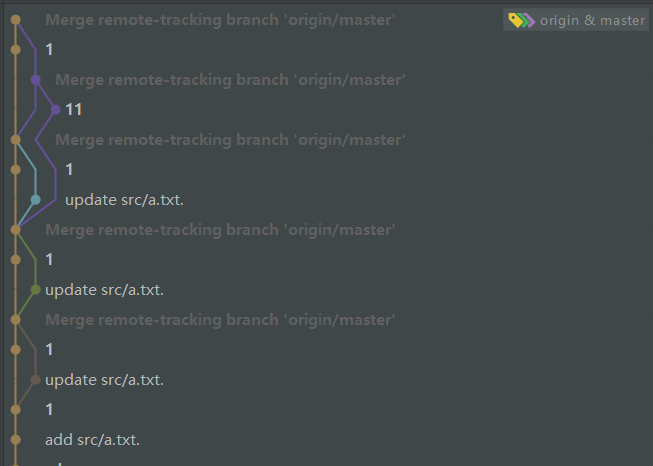 Merge remote-tracking branch 'origin/master' origin & master
1
Merge remote-tracking branch 'origin/master'
11
Merge remote-tracking branch 'origin/master'
1
update src/a.txt.
Merge remote-tracking branch 'origin/master'
1
update src/a.txt.
Merge remote-tracking branch 'origin/master'
1
update src/a.txt.
1
add src/a.txt.